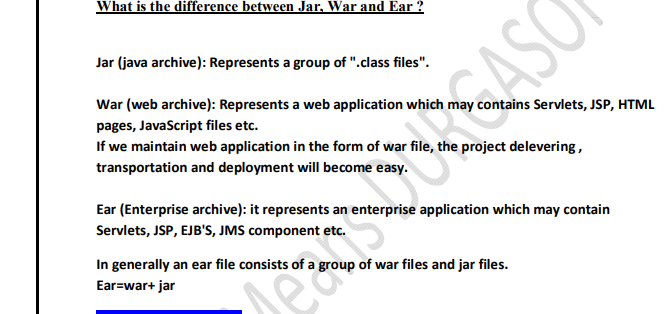 What is the difference between Jar, War and Ear ?
Jar (java archive): Represents a group of ".class files".
War (web archive): Represents a web application which may contains Servlets, JSP, HTML
pages, JavaScript files etc.
If we maintain web application in the form of war file, the project delevering ,
transportation and deployment will become easy.
Ear (Enterprise archive): it represents an enterprise application which may contain
Servlets, JSP, EJB'S, JMS component etc.
In generally an ear file consists of a group of war files and jar files.
Ear=war+ jar
Means DURGASO